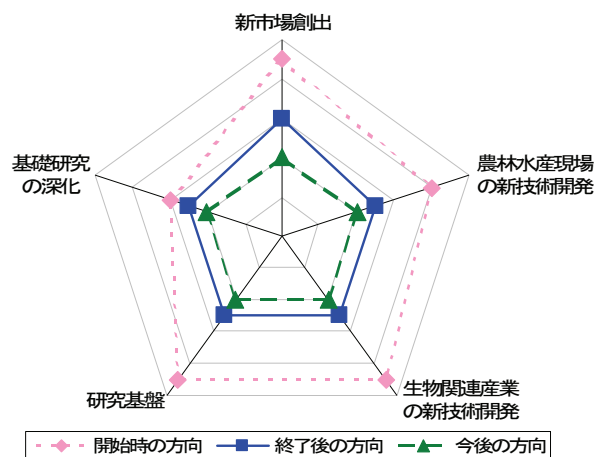 新市場創出
基礎研究
の深化
農林水産現場
の新技術開発
研究基盤
生物関連産業
の新技術開発
開始時の方向
終了後の方向
今後の方向